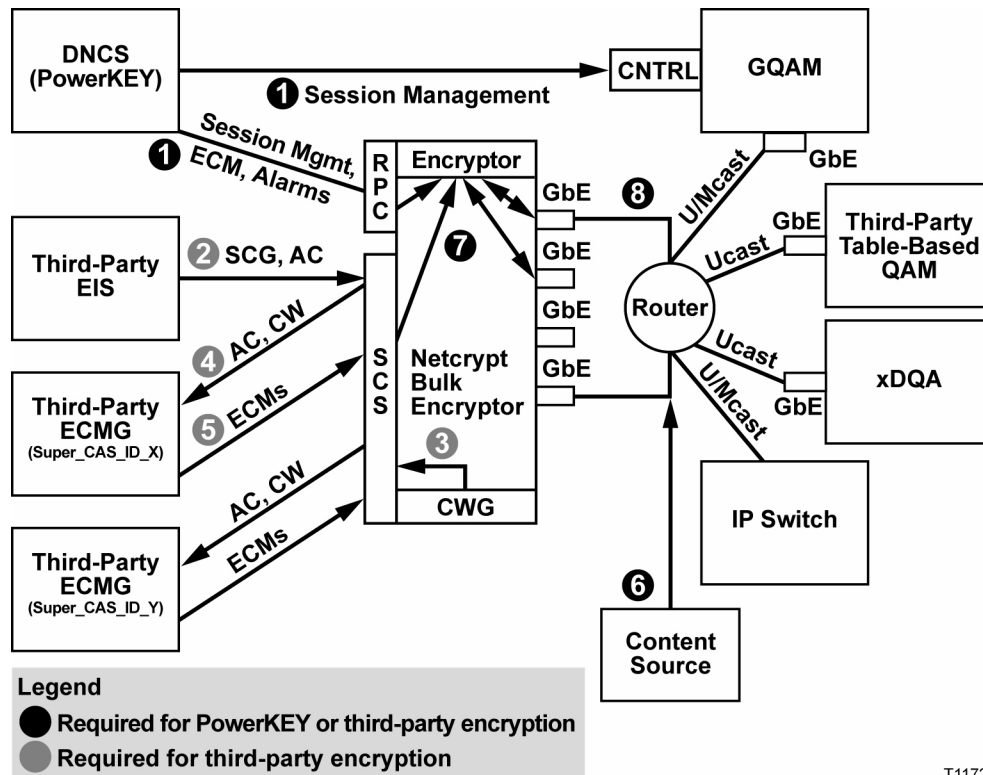 DNCS
(PowerKEY)
1 Session Management
CNTRL
GQAM
GbE
1 Session Mgmt,
ECM, Alarms
R
P
C
Encryptor
GbE
8
U/Mcast
Third-Party
EIS
2 SCG, AC
7
GbE
GbE
Third-Party
Table-Based
QAM
Ucast
Router
4 AC, CW
S
C
S
Netcrypt
Bulk
Encryptor
GbE
GbE
Ucast
GbE
xDQA
Third-Party
ECMG
(Super_CAS_ID_X)
5 ECMs
3
U/Mcast
CWG
IP Switch
AC, CW
ECMs
Third-Party
ECMG
(Super_CAS_ID_Y)
6
Content
Source
Legend
Required for PowerKEY or third-party encryption
Required for third-party encryption